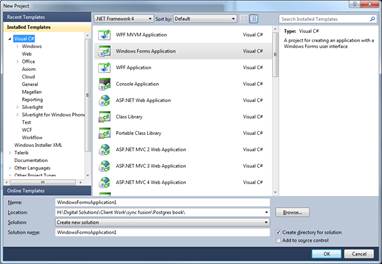 New Project
Recent Templates
.NET Framework 4
Sort by: Default
Search Installed Templates
Installed Templates
Visual C#
Windows
Web
Office
Cloud
General
Magellan
Reporting
Silverlight
Silverlight for Windows Phone
Test
WCF
Workflow
Windows Installer XML
Telerik
Documentation
Other Languages
Other Project Types
Online Templates
WPF MVVM Application Visual C#
Windows Forms Application Visual C#
WPF Application Visual C#
Console Application Visual C#
ASP.NET Web Application Visual C#
Class Library Visual C#
Portable Class Library Visual C#
ASP.NET MVC 2 Web Application Visual C#
ASP.NET MVC 3 Web Application Visual C#
ASP.NET MVC 4 Web Application Visual C#
Type: Visual C#
A project for creating an application with a
Windows Forms user interface
Name: WindowsFormsApplication1
Location: H:\Digital Solutions\Client Work\sync fusion\Postgres book\
Browse...
Solution: Create new solution
Solution name: WindowsFormsApplication1
Create directory for solution
Add to source control
OK
Cancel